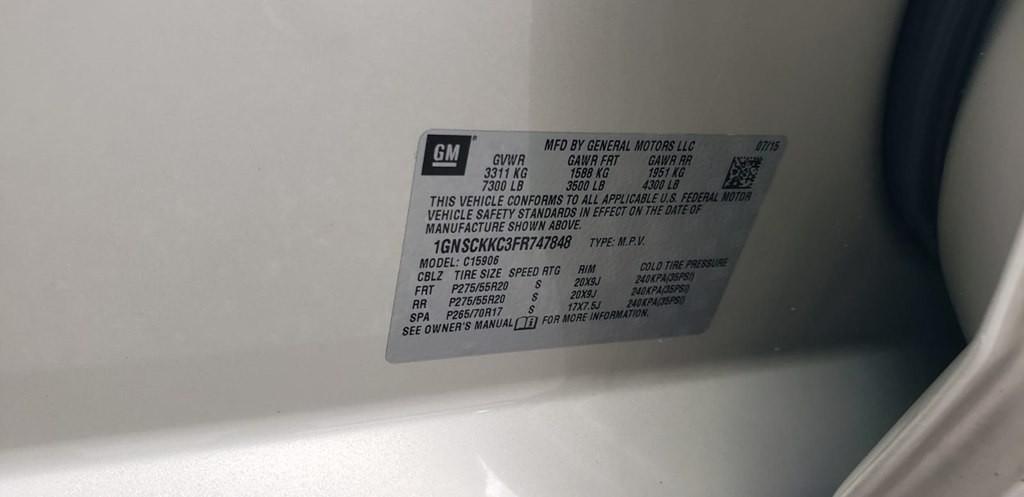 GM® MFD BY GENERAL MOTORS LLC 07/15
GVWR GAWR FRT GAWR RR
3311 KG 1588 KG 1951 KG
7300 LB 3500 LB 4300 LB
THIS VEHICLE CONFORMS TO ALL APPLICABLE U.S. FEDERAL MOTOR
VEHICLE SAFETY STANDARDS IN EFFECT ON THE DATE OF
MANUFACTURE SHOWN ABOVE.
1GNSCKKC3FR747848 TYPE: M.P.V.
MODEL: C15906
CBLZ TIRE SIZE SPEED RTG RIM COLD TIRE PRESSURE
FRT P275/55R20 S 20X9J 240KPA(35PSI)
RR P275/55R20 S 20X9J 240KPA(35PSI)
SPA P265/70R17 S 17X7.5J 240KPA(35PSI)
SEE OWNER'S MANUAL FOR MORE INFORMATION.